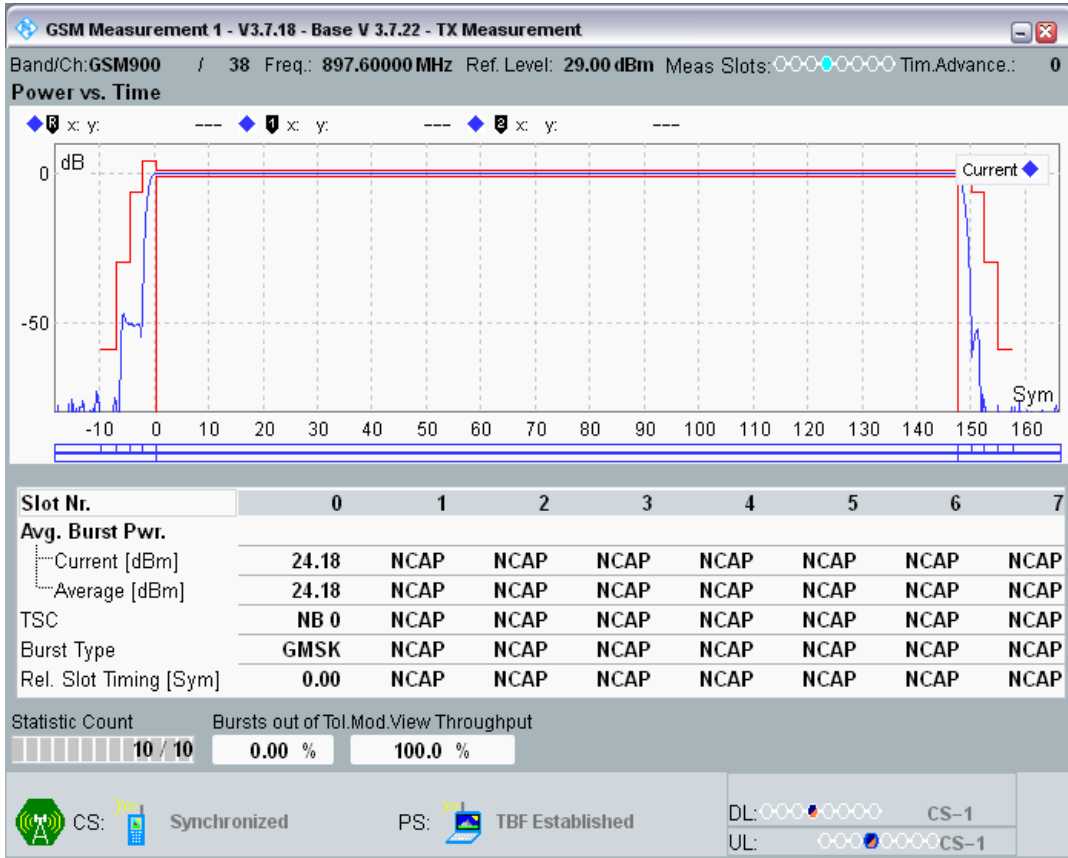 GSM Measurement 1 - V3.7.18 - Base V 3.7.22 - TX Measurement
Band/Ch:GSM900 / 38 Freq.: 897.60000 MHz Ref. Level: 29.00 dBm Meas Slots: Tim.Advance.: 0
Power vs. Time
R x: y: --- 1 x: y: --- 2 x: y: ---
dB
Current
0
-50
Sym
-10 0 10 20 30 40 50 60 70 80 90 100 110 120 130 140 150 160
Slot Nr. 0 1 2 3 4 5 6 7
Avg. Burst Pwr.
Current [dBm] 24.18 NCAP NCAP NCAP NCAP NCAP NCAP NCAP
Average [dBm] 24.18 NCAP NCAP NCAP NCAP NCAP NCAP NCAP
TSC NB 0 NCAP NCAP NCAP NCAP NCAP NCAP NCAP
Burst Type GMSK NCAP NCAP NCAP NCAP NCAP NCAP NCAP
Rel. Slot Timing [Sym] 0.00 NCAP NCAP NCAP NCAP NCAP NCAP NCAP
Statistic Count Bursts out of Tol. Mod.View Throughput
10 / 10 0.00 % 100.0 %
CS: Synchronized PS: TBF Established DL: CS-1
UL: CS-1